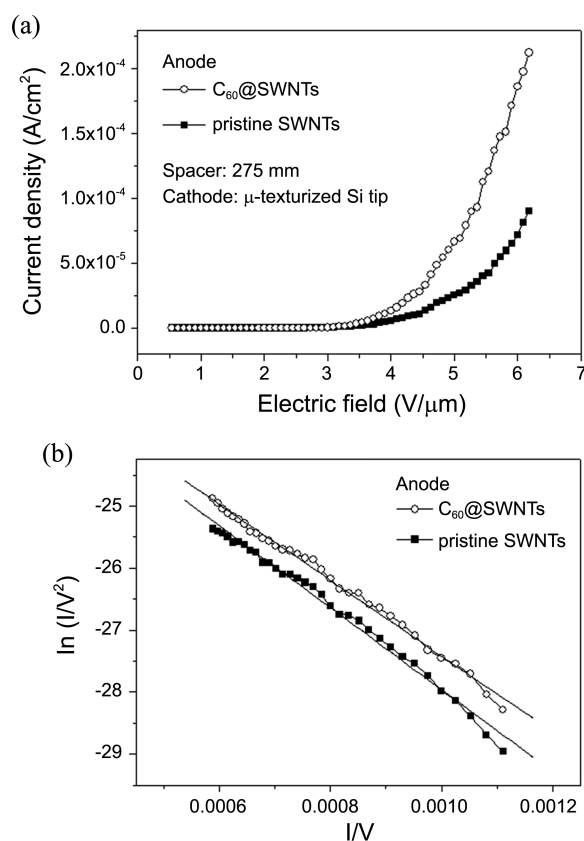 (a)
2.0x10⁻⁴
1.5x10⁻⁴
1.0x10⁻⁴
5.0x10⁻⁵
0.0
Current density (A/cm²)
Anode
C₆₀@SWNTs
pristine SWNTs
Spacer: 275 mm
Cathode: μ-texturized Si tip
0 1 2 3 4 5 6 7
Electric field (V/μm)
(b)
-25
-26
-27
-28
-29
ln (I/V²)
Anode
C₆₀@SWNTs
pristine SWNTs
0.0006 0.0008 0.0010 0.0012
I/V